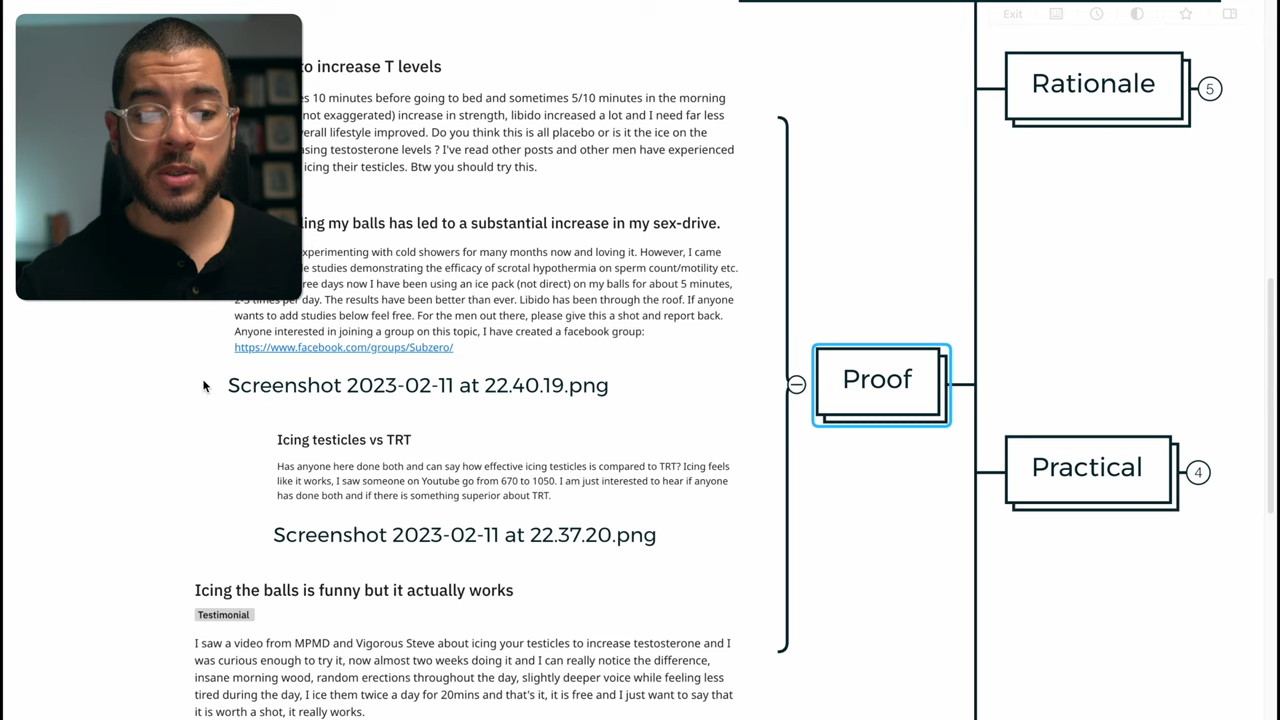 Exit
to increase T levels
10 minutes before going to bed and sometimes 5/10 minutes in the morning
not exaggerated) increase in strength, libido increased a lot and I need far less
lifestyle improved. Do you think this is all placebo or is it the ice on the
testosterone levels ? I've read other posts and other men have experienced
icing their testicles. Btw you should try this.
my balls has led to a substantial increase in my sex-drive.
with cold showers for many months now and loving it. However, I came
studies demonstrating the efficacy of scrotal hypothermia on sperm count/motility etc.
days now I have been using an ice pack (not direct) on my balls for about 5 minutes,
2-3 times per day. The results have been better than ever. Libido has been through the roof. If anyone
wants to add studies below feel free. For the men out there, please give this a shot and report back.
Anyone interested in joining a group on this topic, I have created a facebook group:
https://www.facebook.com/groups/Subzero/
Screenshot 2023-02-11 at 22.40.19.png
Icing testicles vs TRT
Has anyone here done both and can say how effective icing testicles is compared to TRT? Icing feels
like it works, I saw someone on Youtube go from 670 to 1050. I am just interested to hear if anyone
has done both and if there is something superior about TRT.
Screenshot 2023-02-11 at 22.37.20.png
Icing the balls is funny but it actually works
Testimonial
I saw a video from MPMD and Vigorous Steve about icing your testicles to increase testosterone and I
was curious enough to try it, now almost two weeks doing it and I can really notice the difference,
insane morning wood, random erections throughout the day, slightly deeper voice while feeling less
tired during the day, I ice them twice a day for 20mins and that's it, it is free and I just want to say that
it is worth a shot, it really works.
Proof
Rationale
5
Practical
4